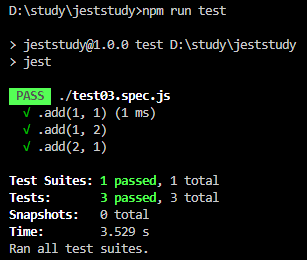 D:\study\jeststudy>npm run test
> jeststudy@1.0.0 test D:\study\jeststudy
> jest
PASS ./test03.spec.js
√ .add(1, 1) (1 ms)
√ .add(1, 2)
√ .add(2, 1)
Test Suites: 1 passed, 1 total
Tests: 3 passed, 3 total
Snapshots: 0 total
Time: 3.529 s
Ran all test suites.